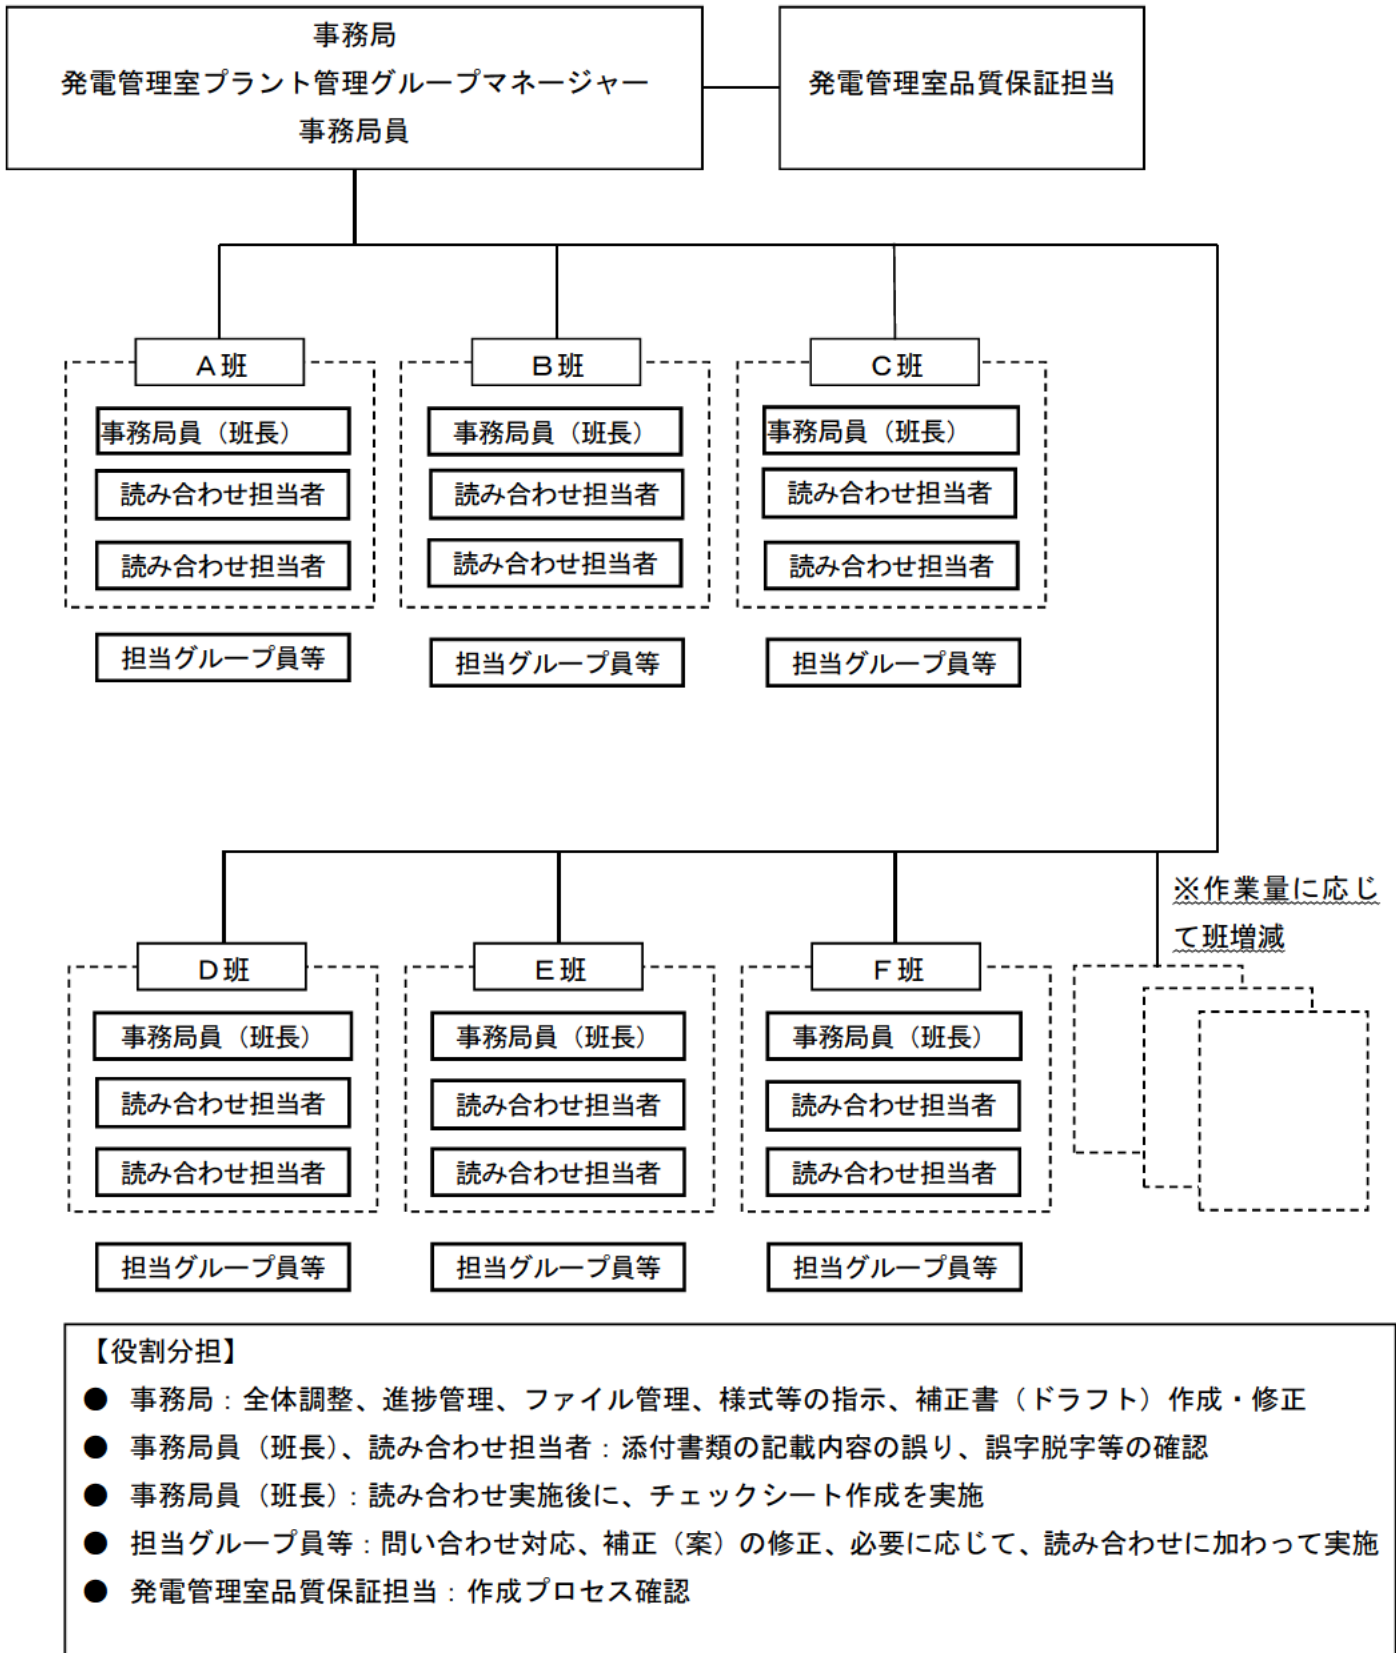 事務局
発電管理室プラント管理グループマネージャー
事務局員
発電管理室品質保証担当
A班
事務局員（班長）
読み合わせ担当者
読み合わせ担当者
担当グループ員等
B班
事務局員（班長）
読み合わせ担当者
読み合わせ担当者
担当グループ員等
C班
事務局員（班長）
読み合わせ担当者
読み合わせ担当者
担当グループ員等
※作業量に応じ
て班増減
D班
事務局員（班長）
読み合わせ担当者
読み合わせ担当者
担当グループ員等
E班
事務局員（班長）
読み合わせ担当者
読み合わせ担当者
担当グループ員等
F班
事務局員（班長）
読み合わせ担当者
読み合わせ担当者
担当グループ員等
【役割分担】
● 事務局：全体調整、進捗管理、ファイル管理、様式等の指示、補正書（ドラフト）作成・修正
● 事務局員（班長）、読み合わせ担当者：添付書類の記載内容の誤り、誤字脱字等の確認
● 事務局員（班長）：読み合わせ実施後に、チェックシート作成を実施
● 担当グループ員等：問い合わせ対応、補正（案）の修正、必要に応じて、読み合わせに加わって実施
● 発電管理室品質保証担当：作成プロセス確認